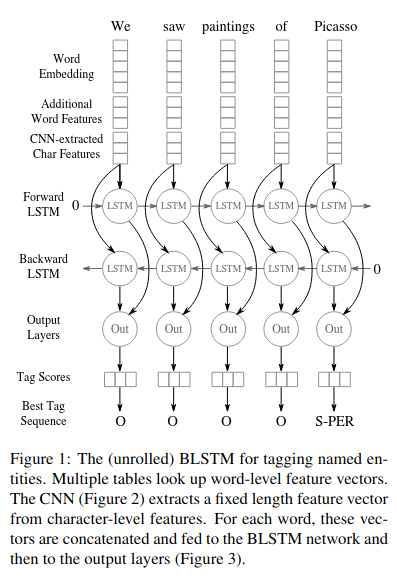 We saw paintings of Picasso
Word
Embedding
Additional
Word Features
CNN-extracted
Char Features
Forward
LSTM
0 LSTM LSTM LSTM LSTM LSTM
Backward
LSTM
LSTM LSTM LSTM LSTM LSTM 0
Output
Layers
Out Out Out Out Out
Tag Scores
Best Tag
Sequence
O O O O S-PER
Figure 1: The (unrolled) BLSTM for tagging named en-
tities. Multiple tables look up word-level feature vectors.
The CNN (Figure 2) extracts a fixed length feature vector
from character-level features. For each word, these vec-
tors are concatenated and fed to the BLSTM network and
then to the output layers (Figure 3).